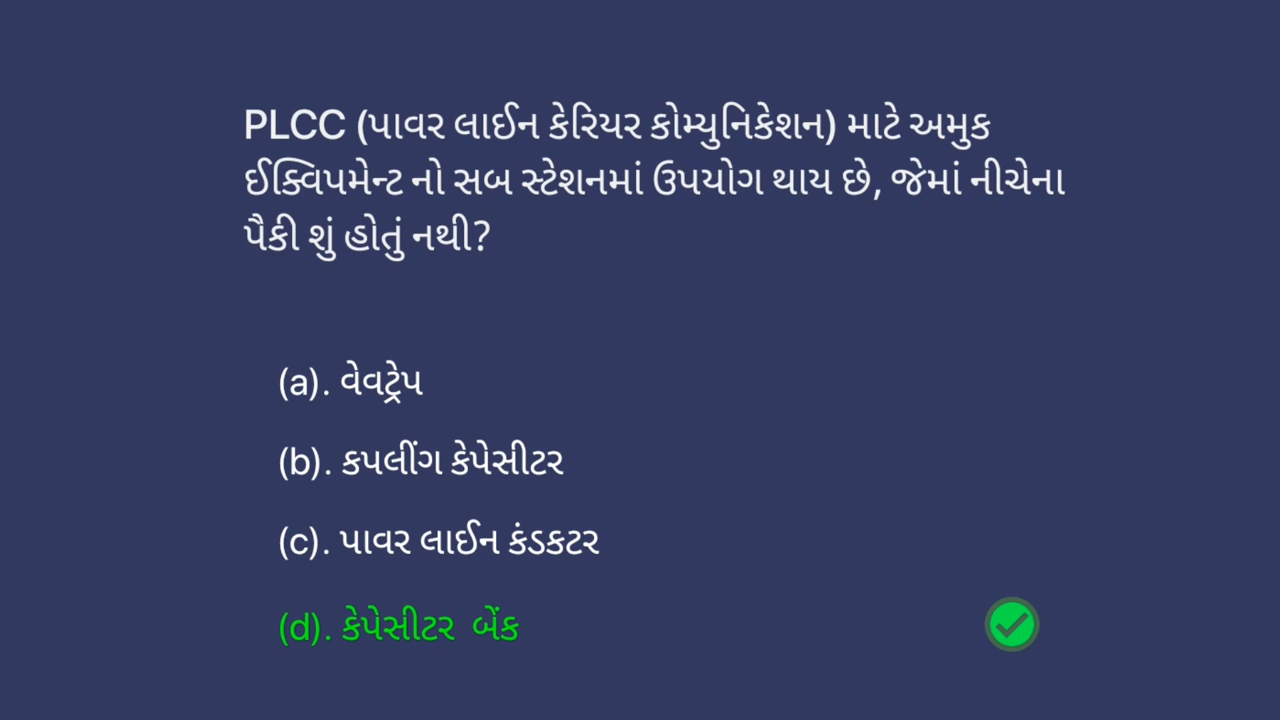 PLCC (પાવર લાઈન કેરિયર કોમ્યુનિકેશન) માટે અમુક
ઈક્વિપમેન્ટ નો સબ સ્ટેશનમાં ઉપયોગ થાય છે, જેમાં નીચેના
પૈકી શું હોતું નથી?
(a). વેવટ્રેપ
(b). કપલીંગ કેપેસીટર
(c). પાવર લાઈન કંડકટર
(d). કેપેસીટર બેંક